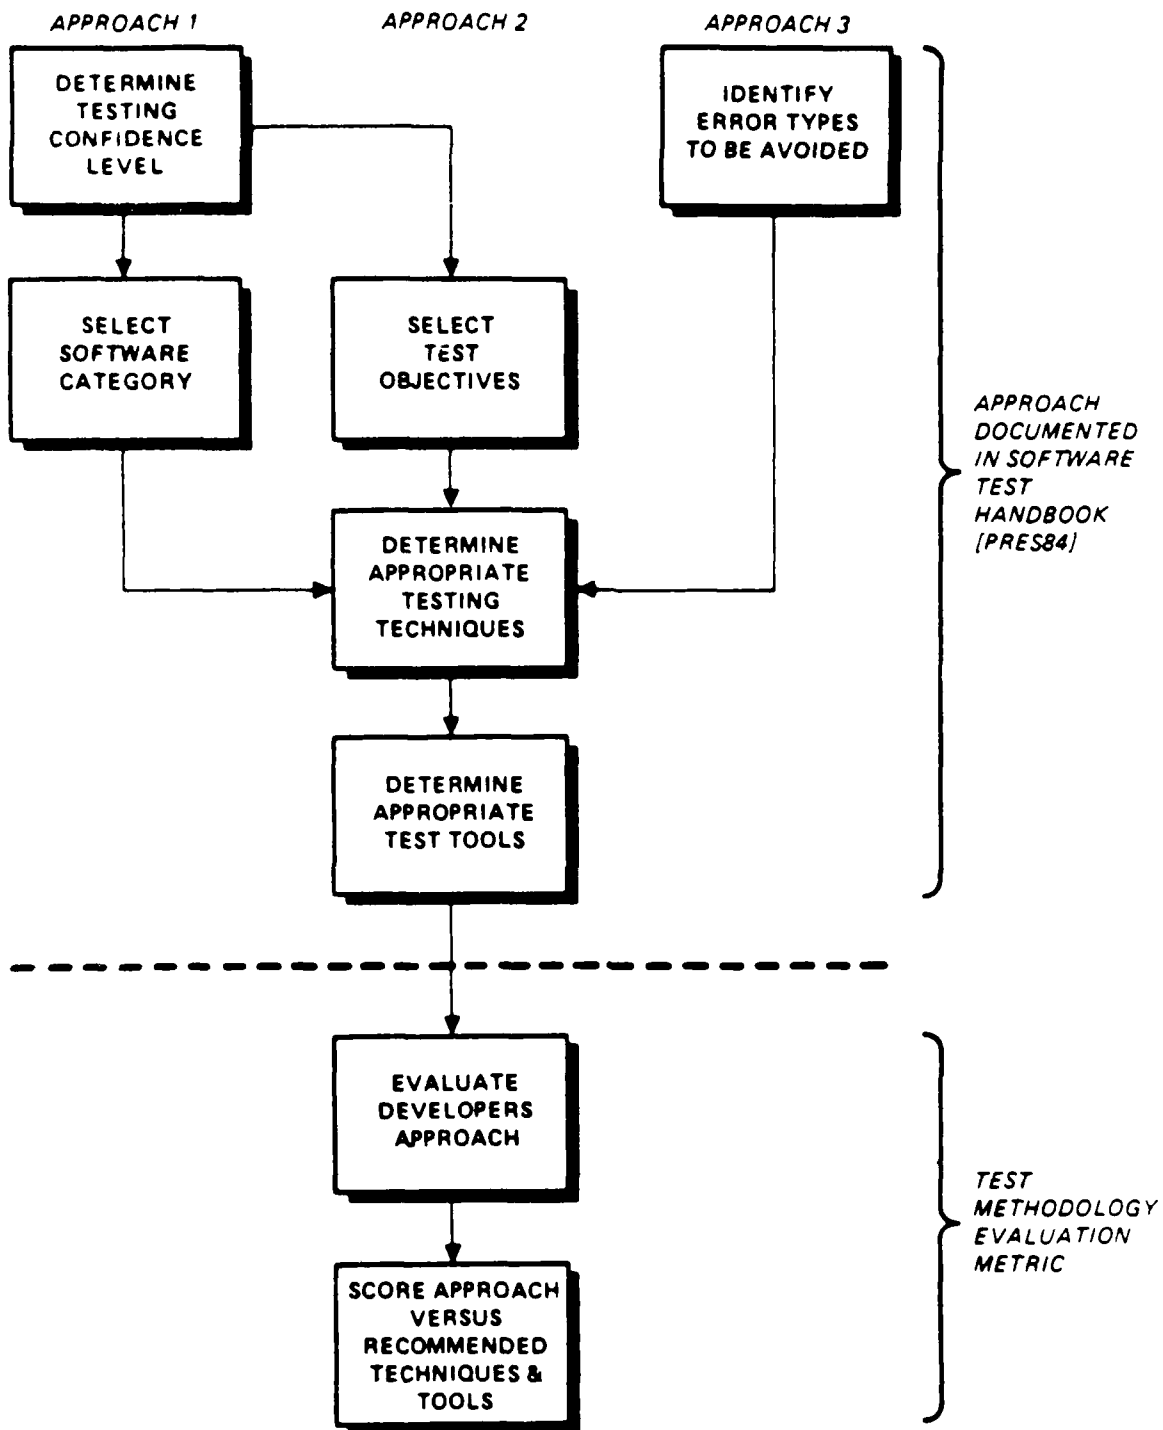 APPROACH 1
APPROACH 2
APPROACH 3
DETERMINE
TESTING
CONFIDENCE
LEVEL
IDENTIFY
ERROR TYPES
TO BE AVOIDED
SELECT
SOFTWARE
CATEGORY
SELECT
TEST
OBJECTIVES
APPROACH
DOCUMENTED
IN SOFTWARE
TEST
HANDBOOK
[PRES84]
DETERMINE
APPROPRIATE
TESTING
TECHNIQUES
DETERMINE
APPROPRIATE
TEST TOOLS
EVALUATE
DEVELOPERS
APPROACH
TEST
METHODOLOGY
EVALUATION
METRIC
SCORE APPROACH
VERSUS
RECOMMENDED
TECHNIQUES &
TOOLS